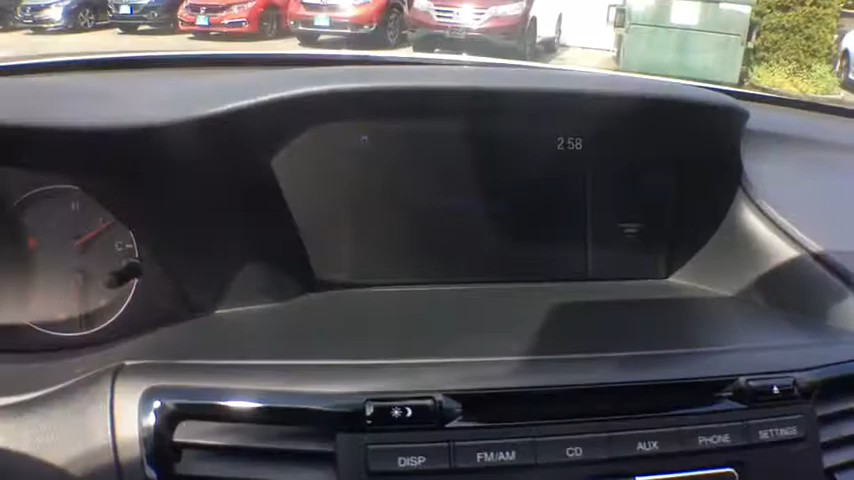 2:58
H
C
DISP
FM/AM
CD
AUX
PHONE
SETTINGS